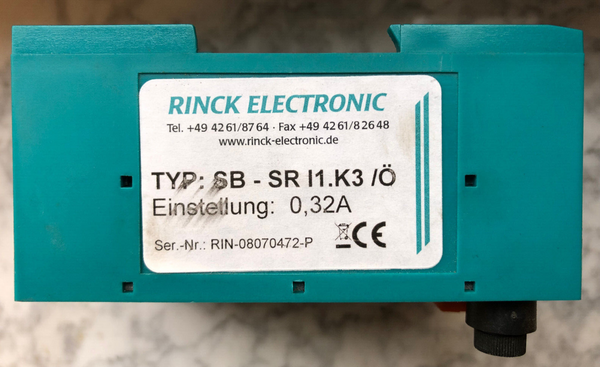 RINCK ELECTRONIC
Tel. +49 42 61/87 64 · Fax +49 42 61/8 26 48
www.rinck-electronic.de
TYP: SB - SR I1.K3 /Ö
Einstellung: 0,32A
Ser.-Nr.: RIN-08070472-P
CE